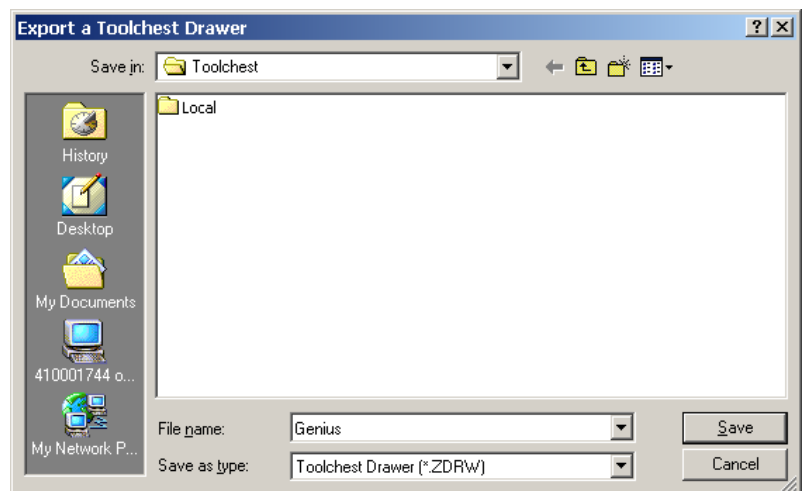 Export a Toolchest Drawer
Save in:
Toolchest
History
Desktop
My Documents
410001744 o...
My Network P...
Local
File name:
Genius
Save
Save as type:
Toolchest Drawer (*.ZDRW)
Cancel